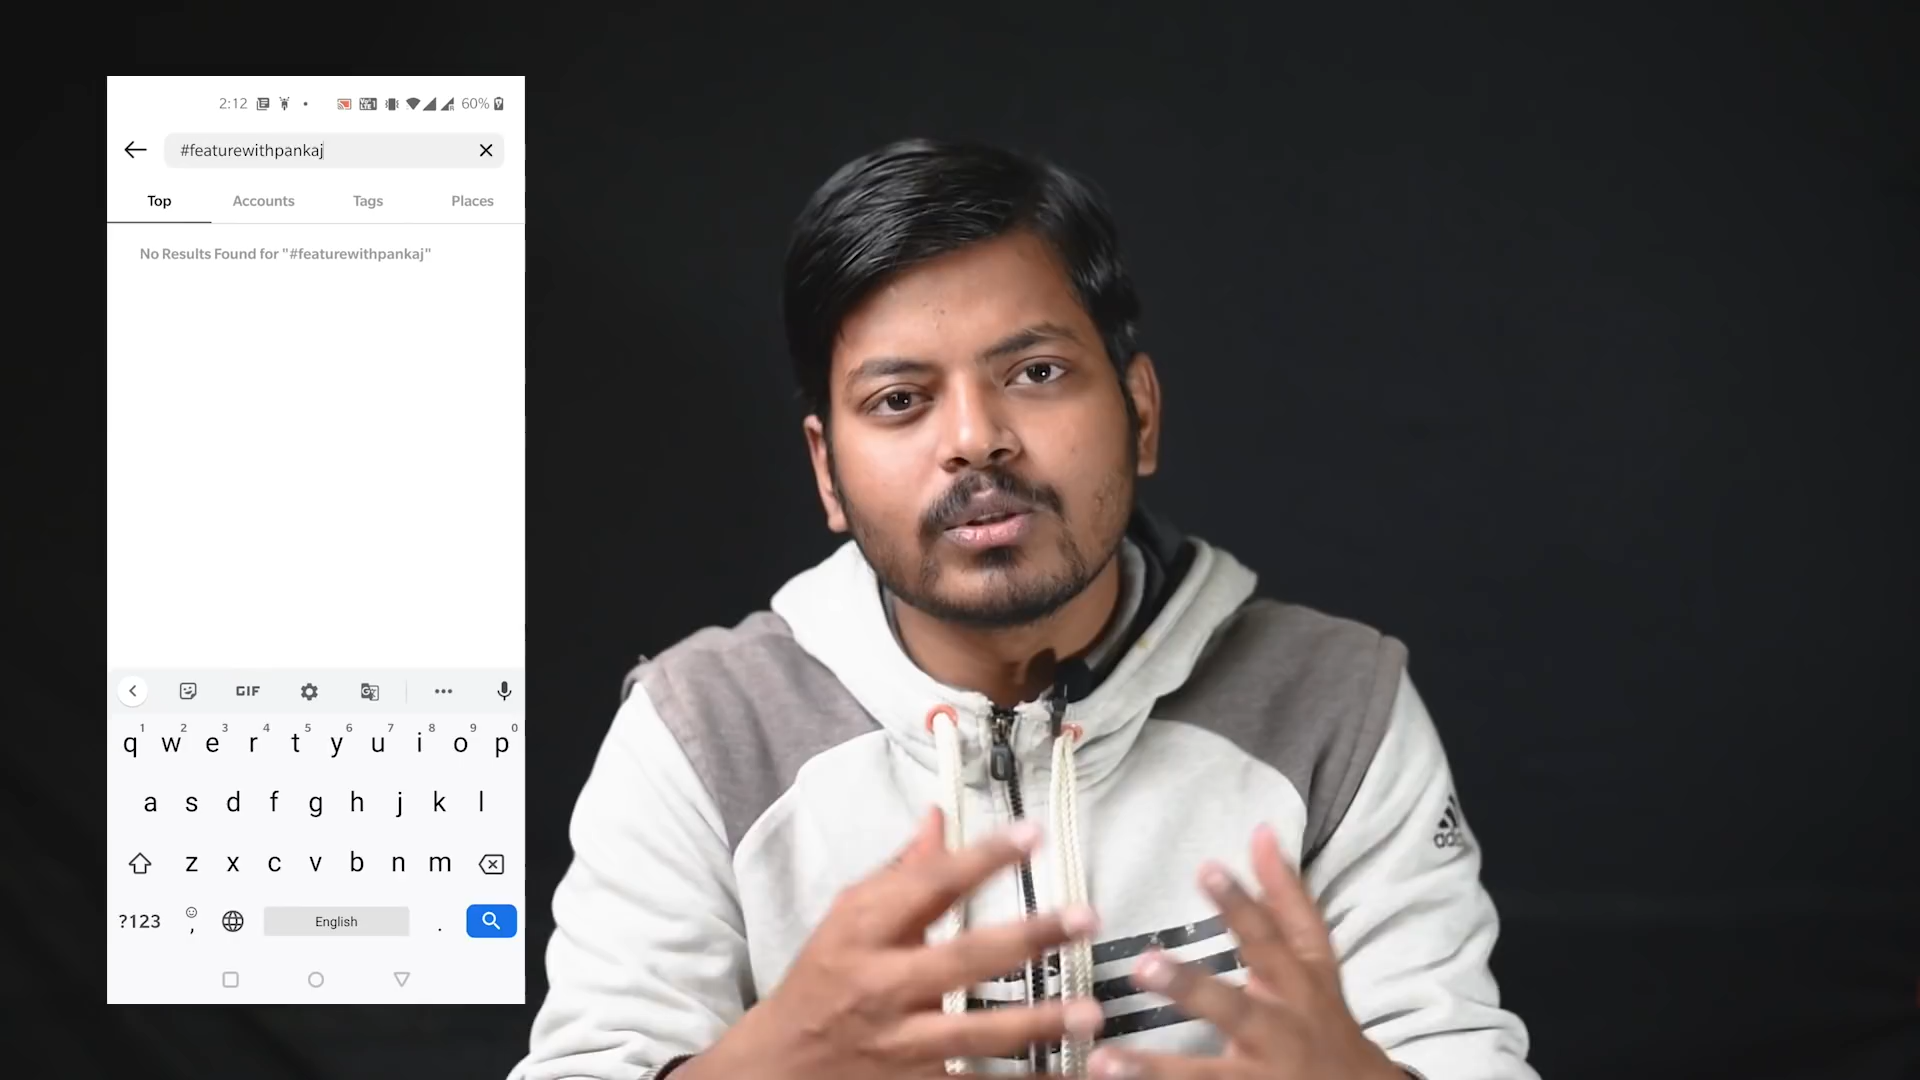 2:12 60%
#featurewithpankaj
Top Accounts Tags Places
No Results Found for "#featurewithpankaj"
GIF
1 2 3 4 5 6 7 8 9 0
q w e r t y u i o p
a s d f g h j k l
z x c v b n m
?123 , English .